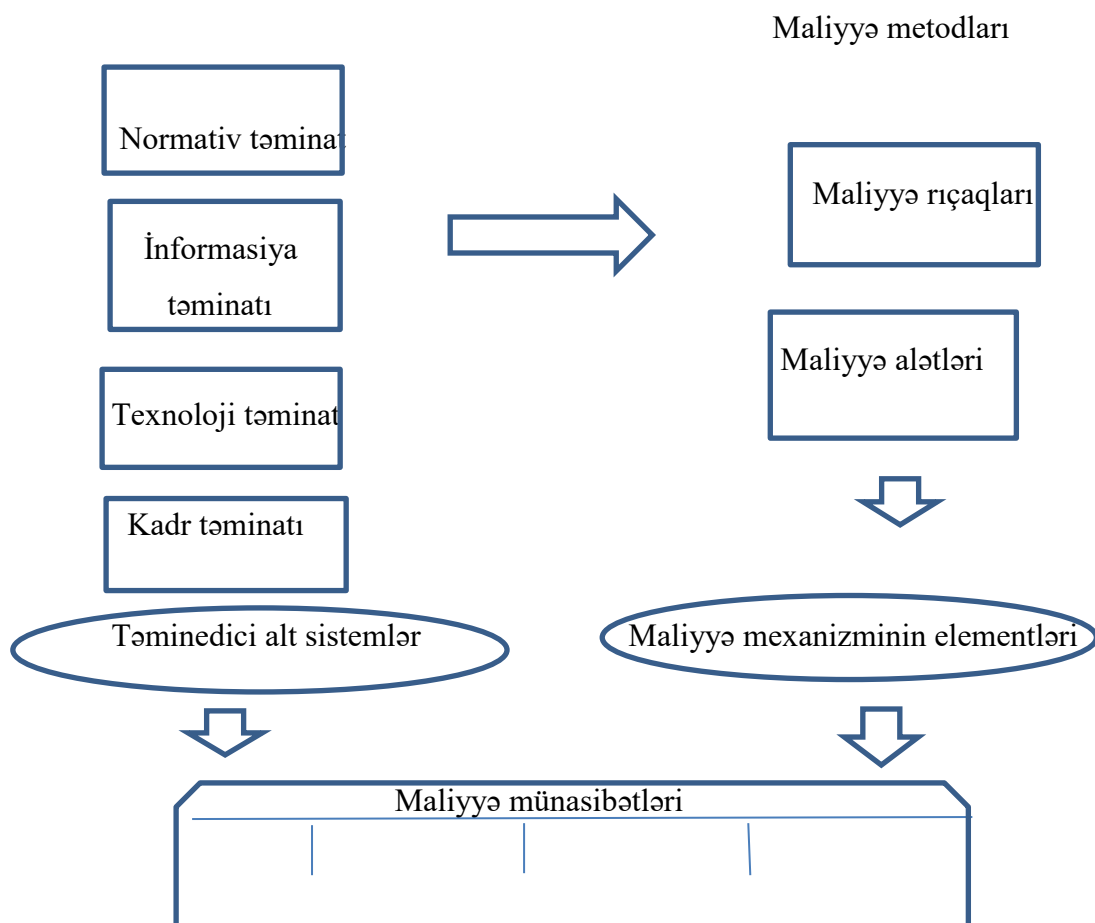 Maliyyə metodları
Normativ təminat
İnformasiya
təminatı
Texnoloji təminat
Kadr təminatı
Təminedici alt sistemlər
Maliyyə rıçaqları
Maliyyə alətləri
Maliyyə mexanizminin elementləri
Maliyyə münasibətləri